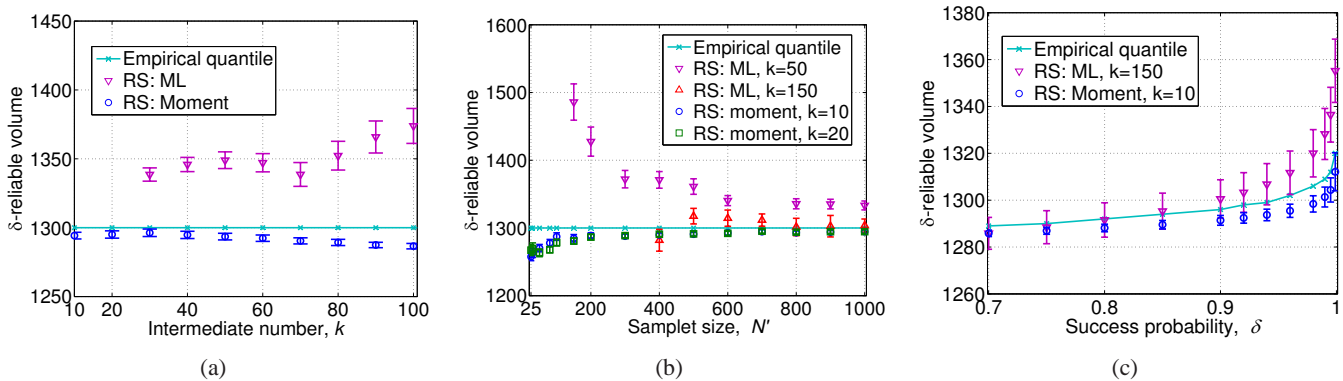 1450
1400
1350
1300
1250
δ-reliable volume
Empirical quantile
RS: ML
RS: Moment
10 20 40 60 80 100
Intermediate number, k
(a)
1600
1500
1400
1300
1200
δ-reliable volume
Empirical quantile
RS: ML, k=50
RS: ML, k=150
RS: moment, k=10
RS: moment, k=20
25 200 400 600 800 1000
Samplet size, N'
(b)
1380
1360
1340
1320
1300
1280
1260
δ-reliable volume
Empirical quantile
RS: ML, k=150
RS: Moment, k=10
0.7 0.8 0.9 1
Success probability, δ
(c)